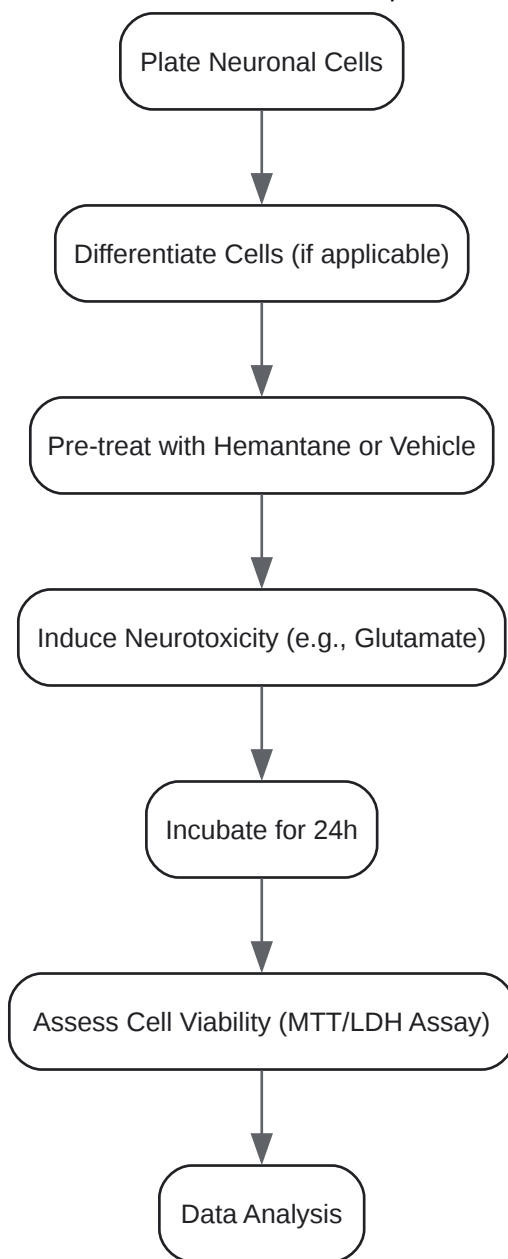 Plate Neuronal Cells
Differentiate Cells (if applicable)
Pre-treat with Hemantane or Vehicle
Induce Neurotoxicity (e.g., Glutamate)
Incubate for 24h
Assess Cell Viability (MTT/LDH Assay)
Data Analysis